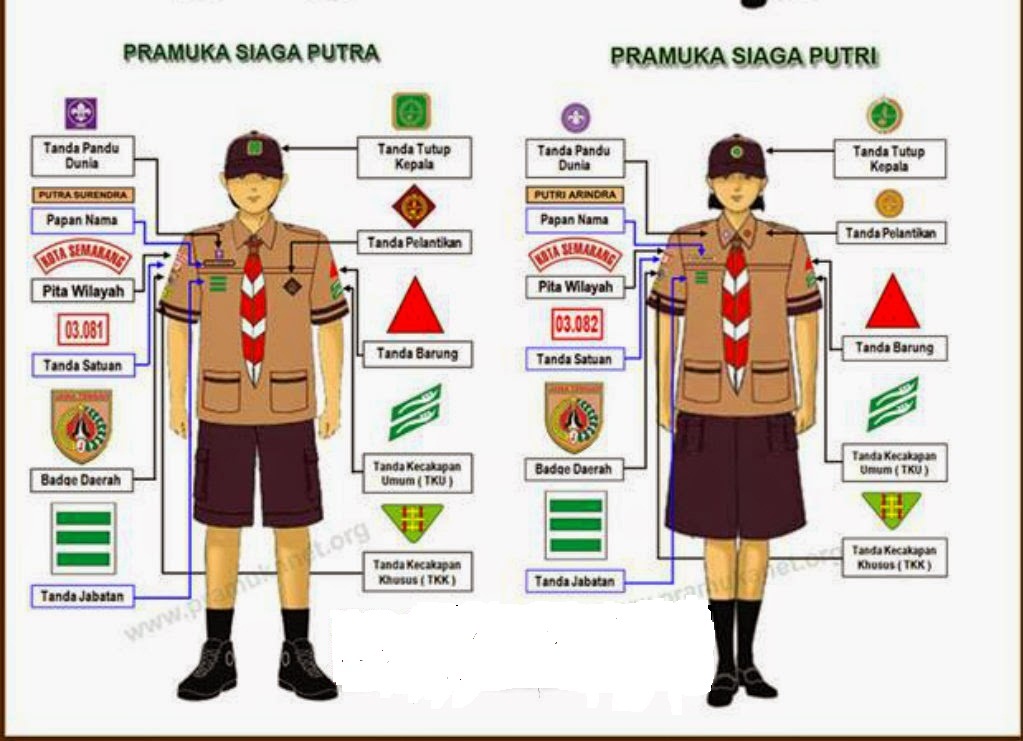 PRAMUKA SIAGA PUTRA
PRAMUKA SIAGA PUTRI
Tanda Pandu
Dunia
PUTRA SURENDRA
Papan Nama
KOTA SEMARANG
Pita Wilayah
03.081
Tanda Satuan
JAWA TENGAH
Badge Daerah
Tanda Jabatan
Tanda Tutup
Kepala
Tanda Pelantikan
Tanda Barung
Tanda Kecakapan
Umum ( TKU )
Tanda Kecakapan
Khusus ( TKK )
www.pramukanet.org
Tanda Pandu
Dunia
PUTRI ARINDRA
Papan Nama
KOTA SEMARANG
Pita Wilayah
03.082
Tanda Satuan
JAWA TENGAH
Badge Daerah
Tanda Jabatan
Tanda Tutup
Kepala
Tanda Pelantikan
Tanda Barung
Tanda Kecakapan
Umum ( TKU )
Tanda Kecakapan
Khusus ( TKK )
pramukanet.org